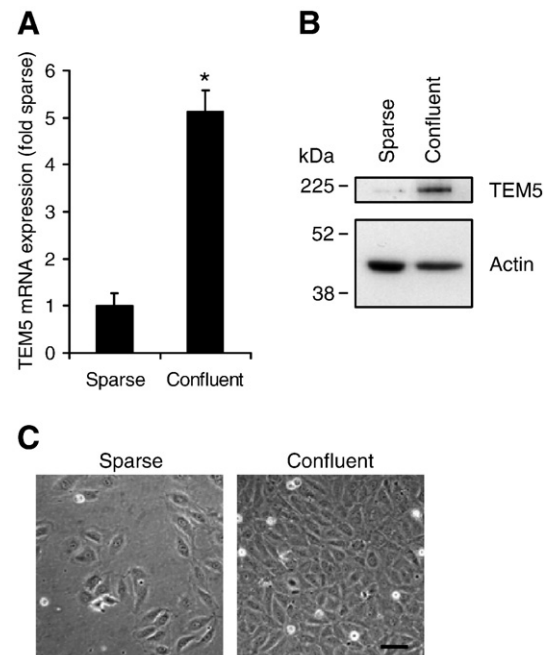 A
TEM5 mRNA expression (fold sparse)
6
5
4
3
2
1
0
*
Sparse Confluent
B
Sparse
Confluent
kDa
225
TEM5
52
Actin
38
C
Sparse Confluent